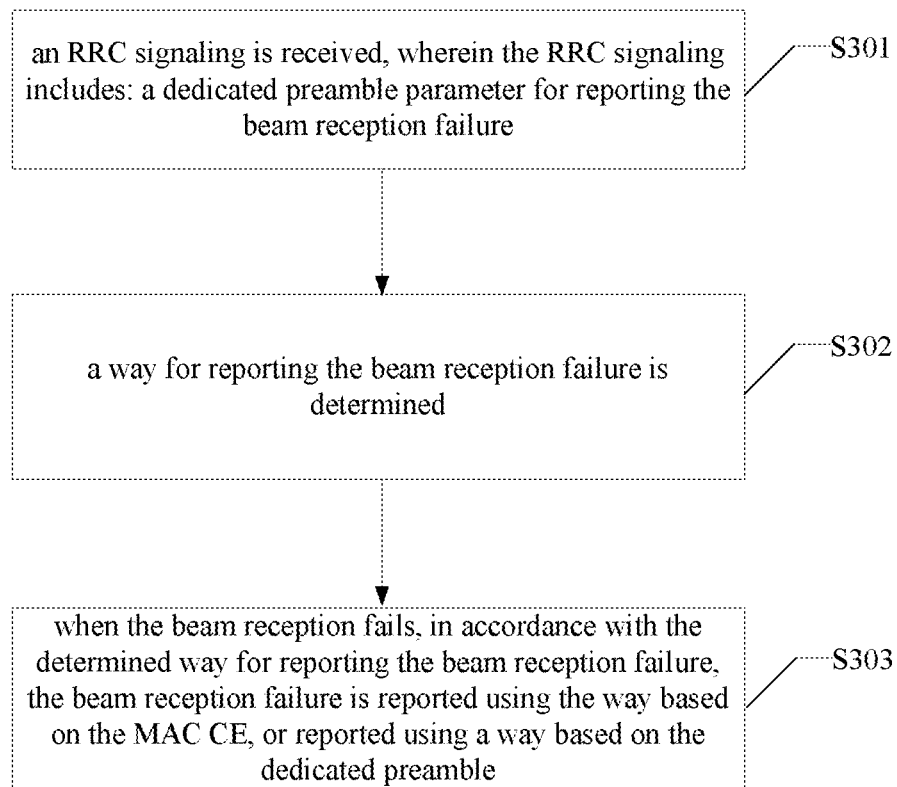 an RRC signaling is received, wherein the RRC signaling
includes: a dedicated preamble parameter for reporting the
beam reception failure
S301
a way for reporting the beam reception failure is
determined
S302
when the beam reception fails, in accordance with the
determined way for reporting the beam reception failure,
the beam reception failure is reported using the way based
on the MAC CE, or reported using a way based on the
dedicated preamble
S303